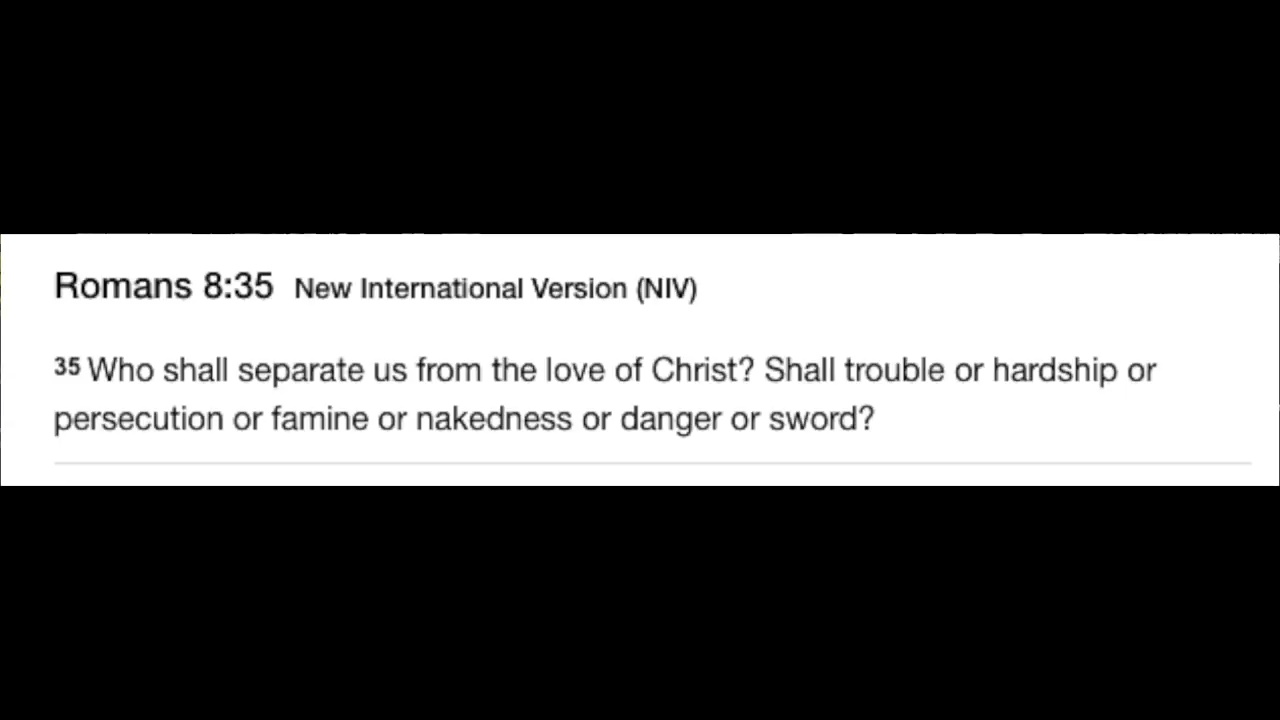 Romans 8:35 New International Version (NIV)
35 Who shall separate us from the love of Christ? Shall trouble or hardship or
persecution or famine or nakedness or danger or sword?